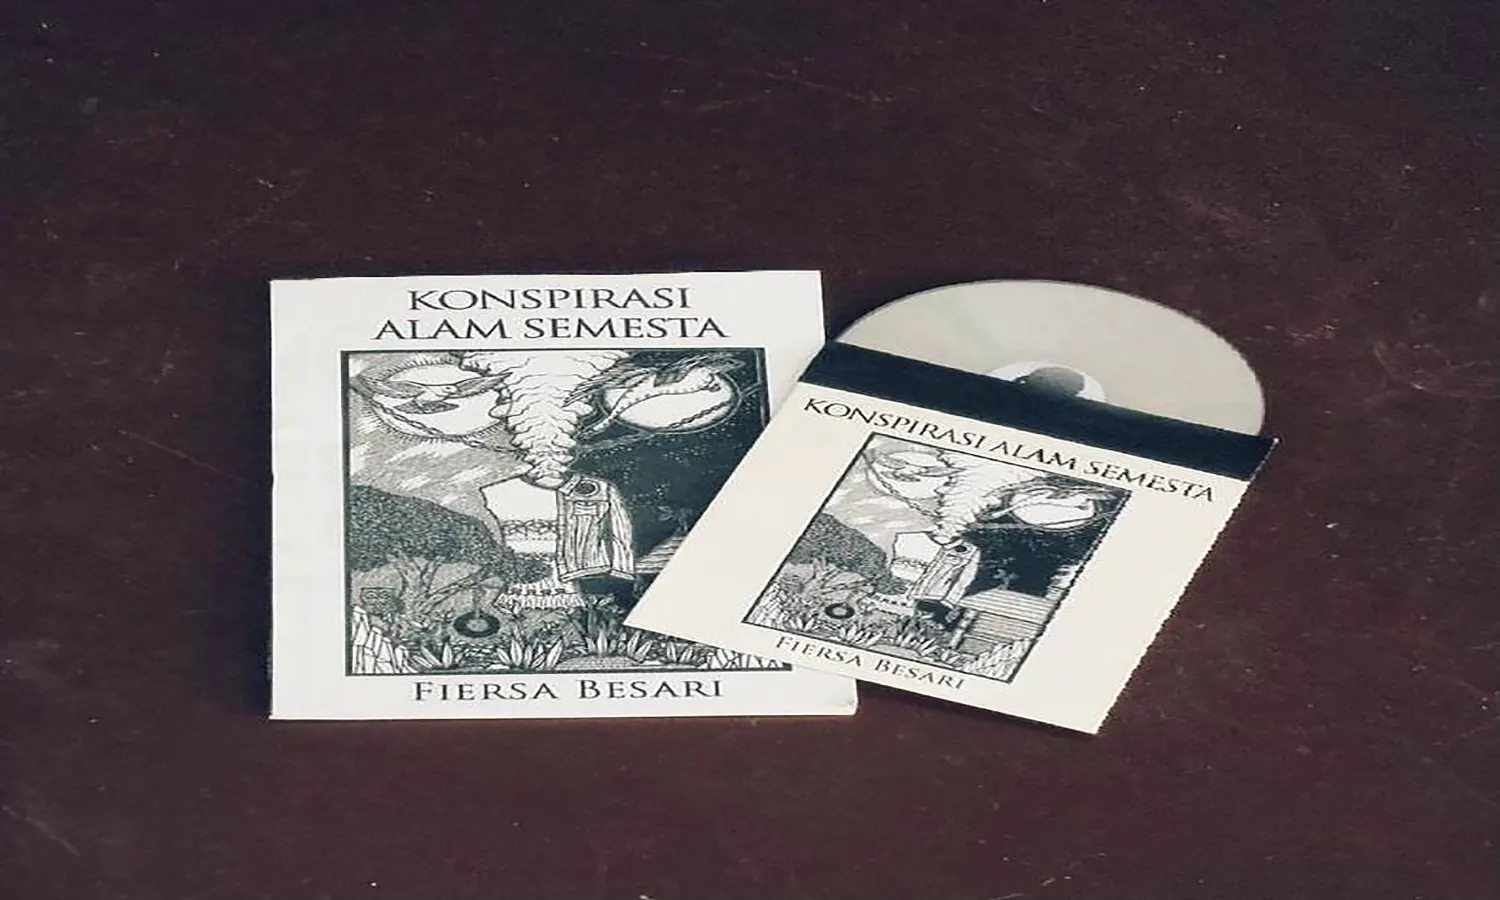 KONSPIRASI
ALAM SEMESTA
FIERSA BESARI
KONSPIRASI ALAM SEMESTA
FIERSA BESARI